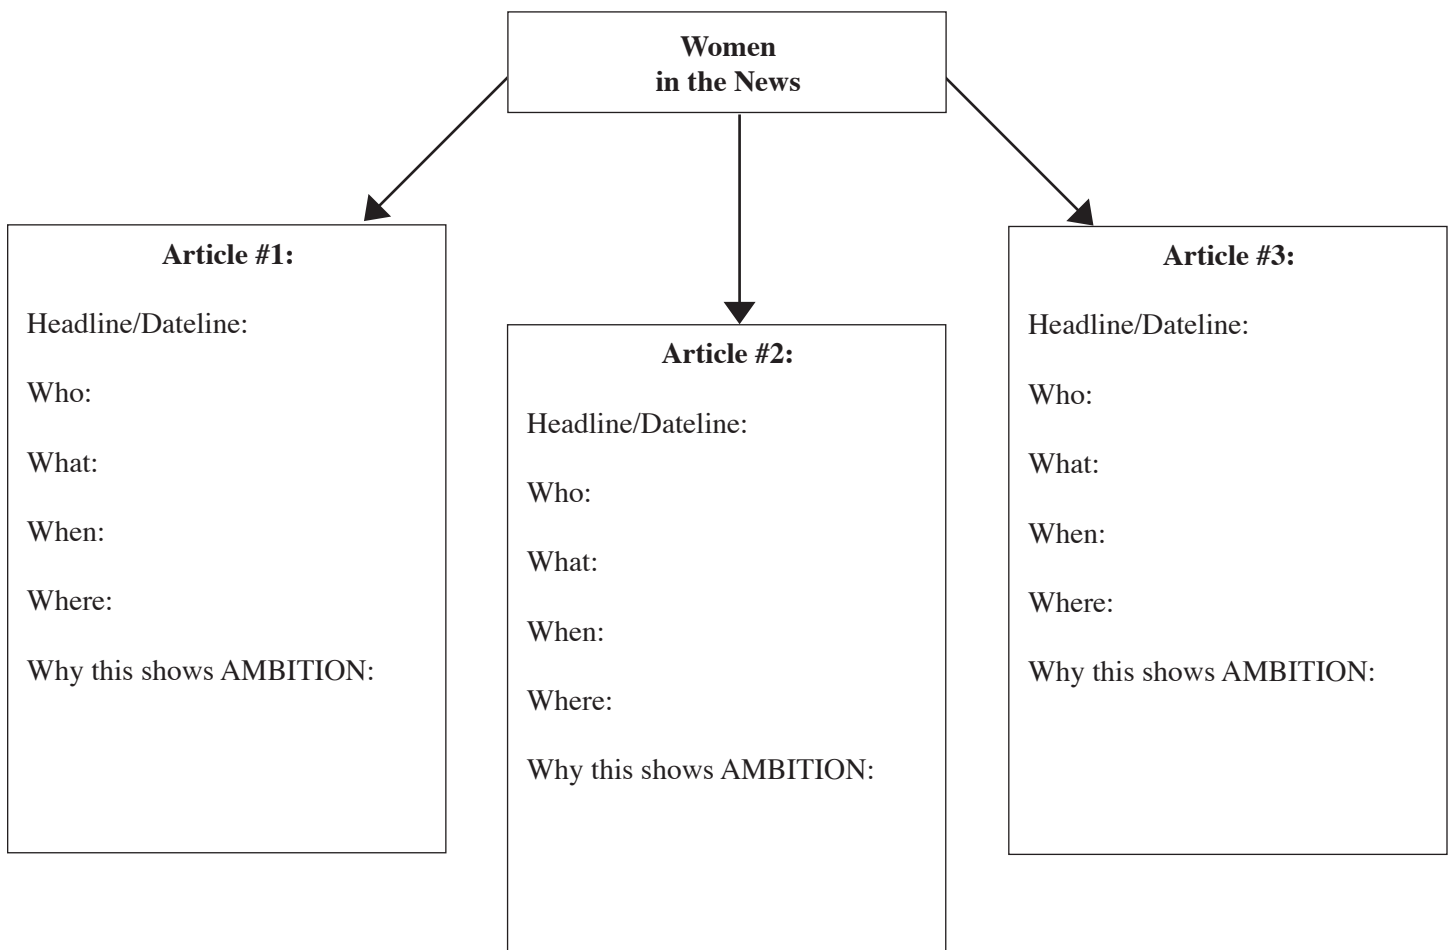 Women
in the News
Article #1:
Headline/Dateline:
Who:
What:
When:
Where:
Why this shows AMBITION:
Article #2:
Headline/Dateline:
Who:
What:
When:
Where:
Why this shows AMBITION:
Article #3:
Headline/Dateline:
Who:
What:
When:
Where:
Why this shows AMBITION: